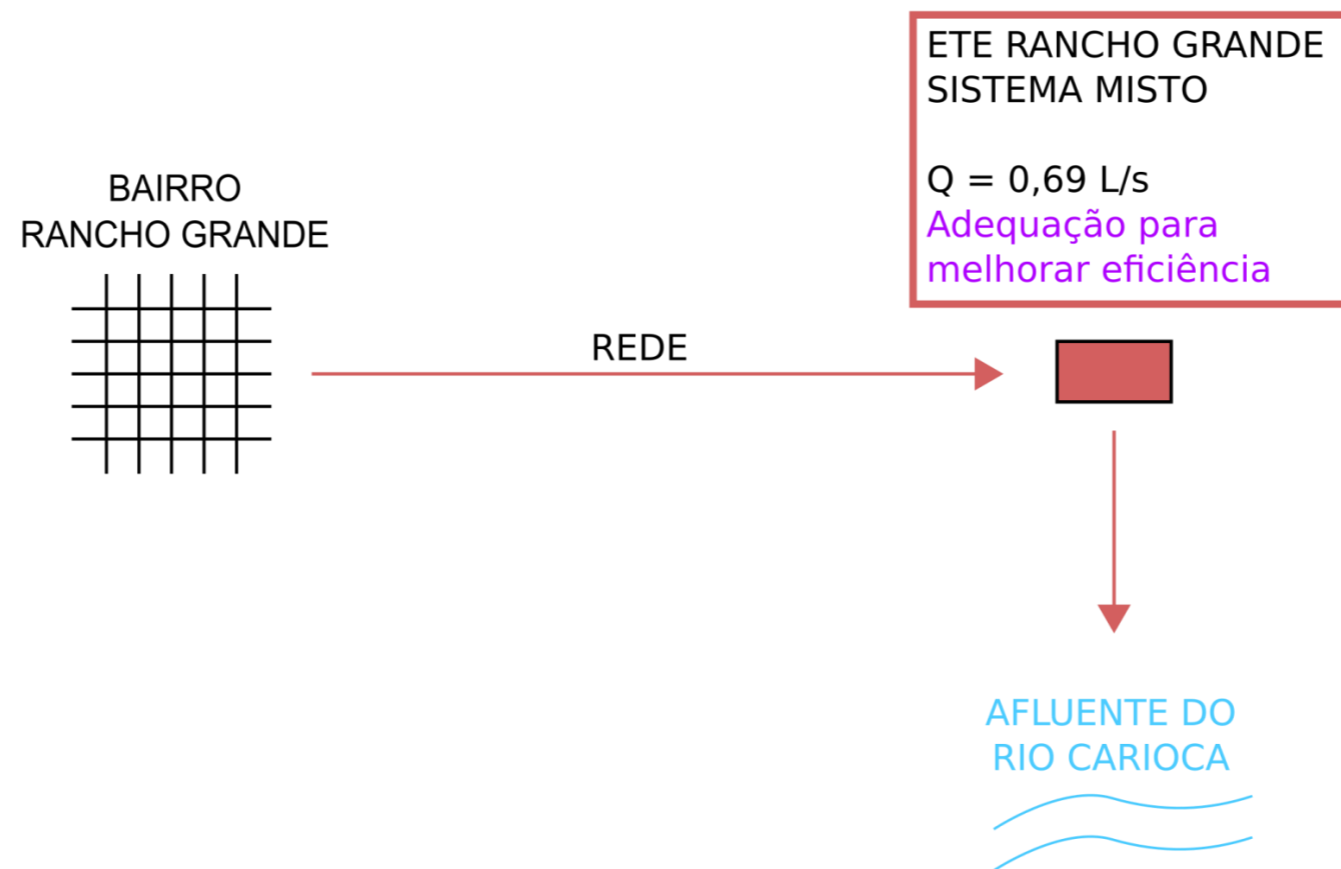 BAIRRO
RANCHO GRANDE
REDE
ETE RANCHO GRANDE
SISTEMA MISTO
Q = 0,69 L/s
Adequação para
melhorar eficiência
AFLUENTE DO
RIO CARIOCA